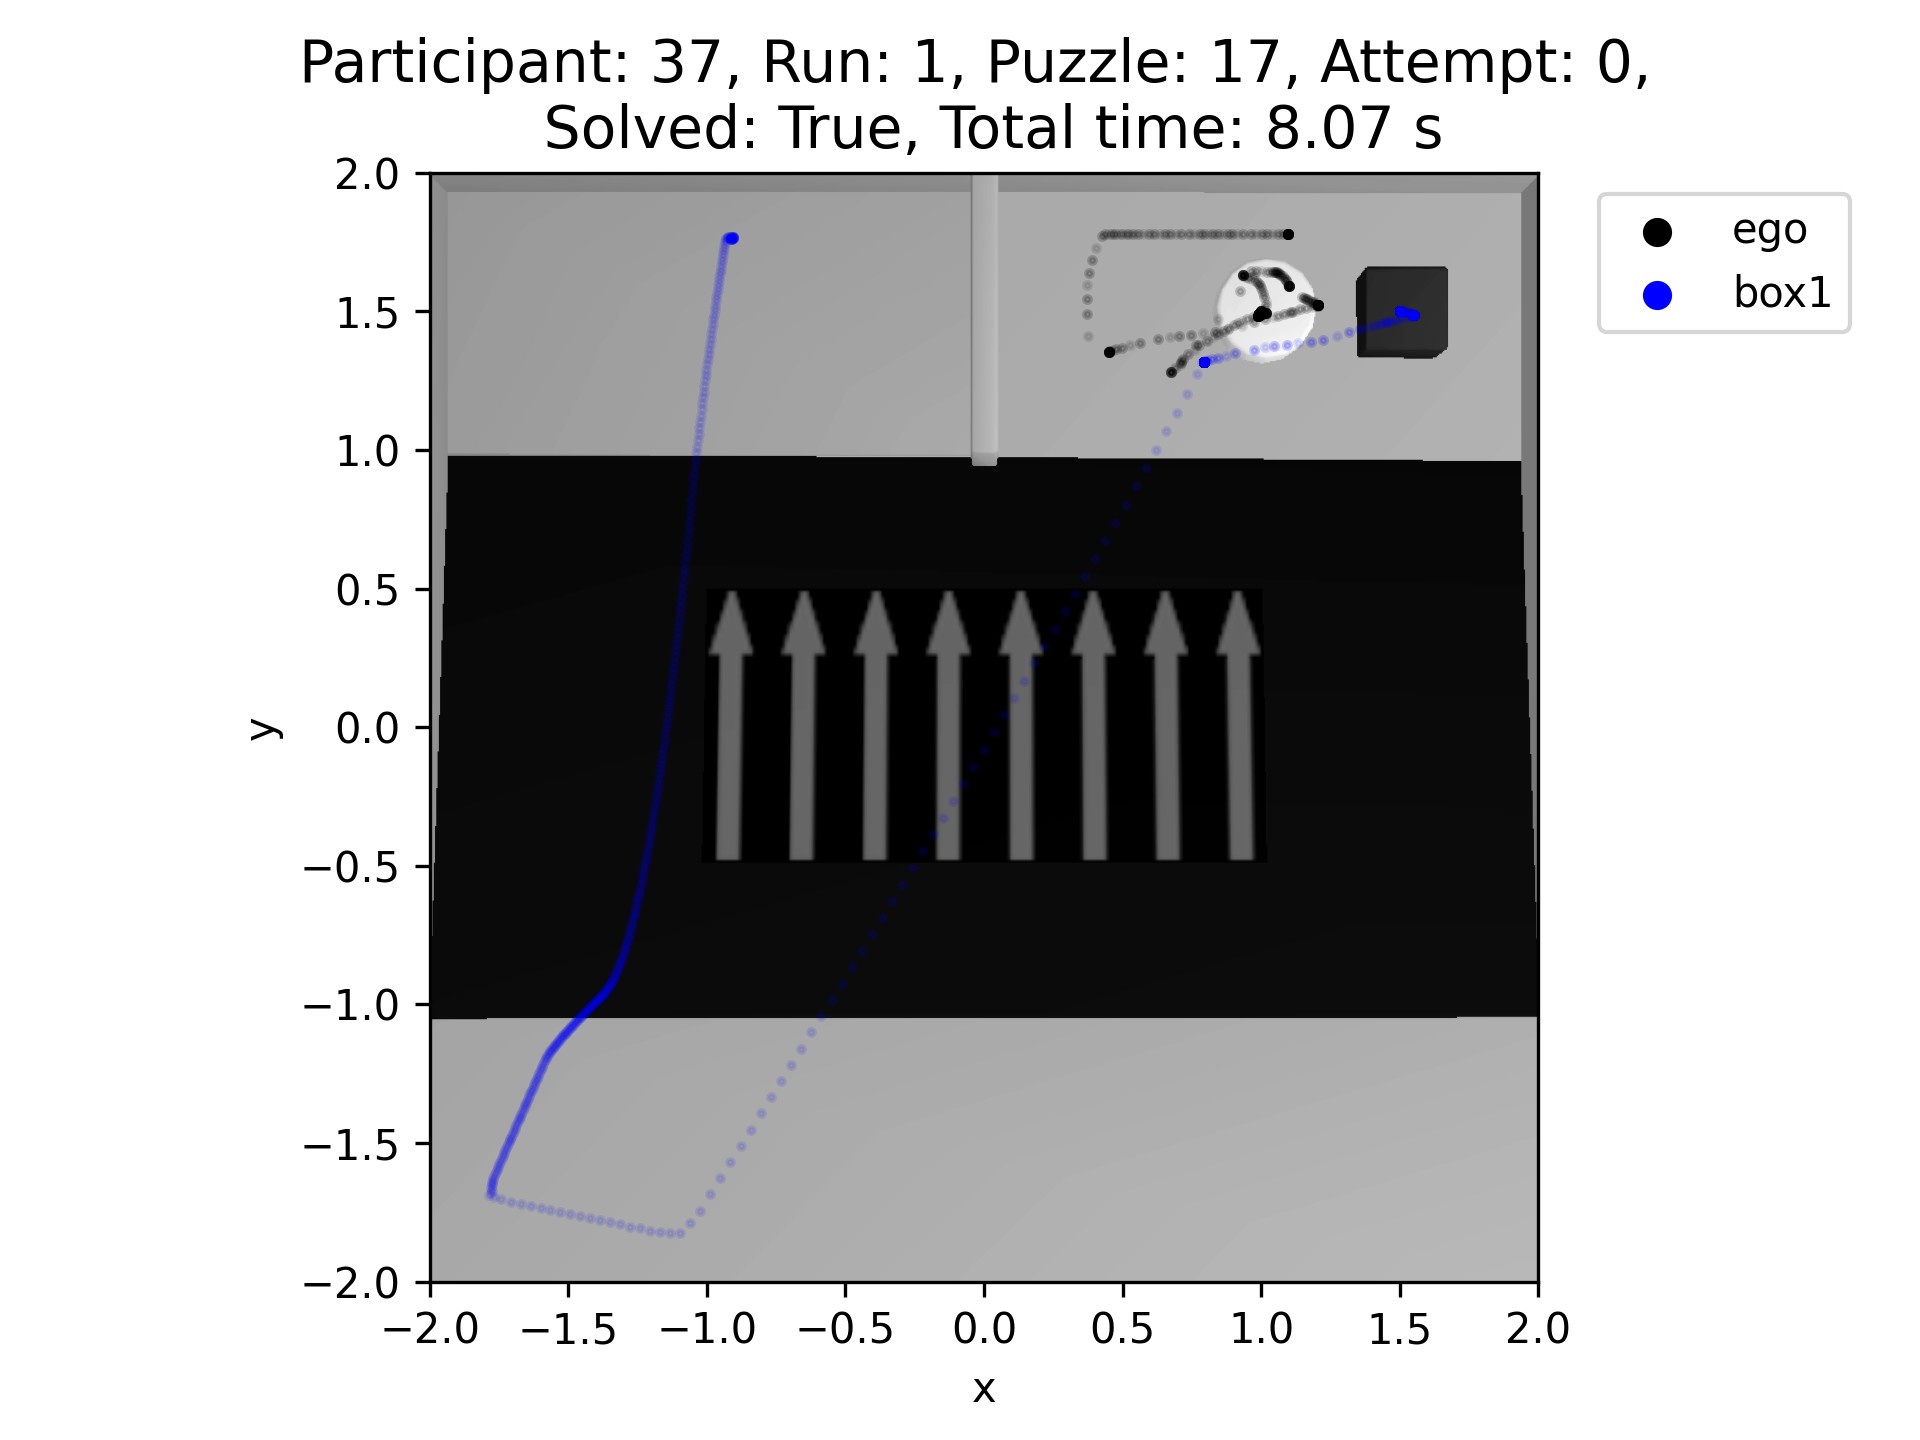 Participant: 37, Run: 1, Puzzle: 17, Attempt: 0,
Solved: True, Total time: 8.07 s
ego
box1
2.0
1.5
1.0
0.5
0.0
−0.5
−1.0
−1.5
−2.0
y
−2.0 −1.5 −1.0 −0.5 0.0 0.5 1.0 1.5 2.0
x